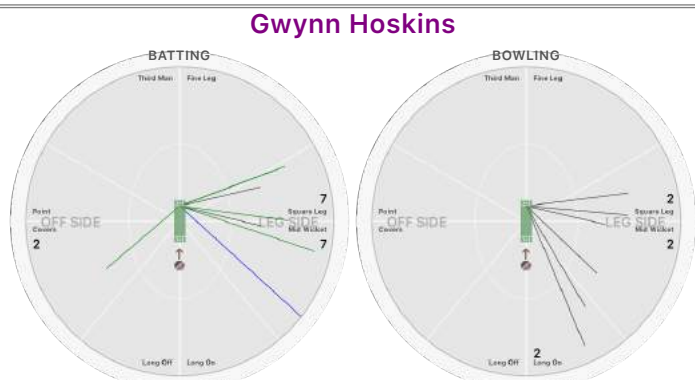 Gwynn Hoskins
BATTING
Third Man
Fine Leg
7
Point
Square Leg
OFF SIDE
LEG SIDE
Covers
Mid Wicket
2
7
Long Off
Long On
BOWLING
Third Man
Fine Leg
2
Point
Square Leg
OFF SIDE
LEG SIDE
Covers
Mid Wicket
2
2
Long Off
Long On